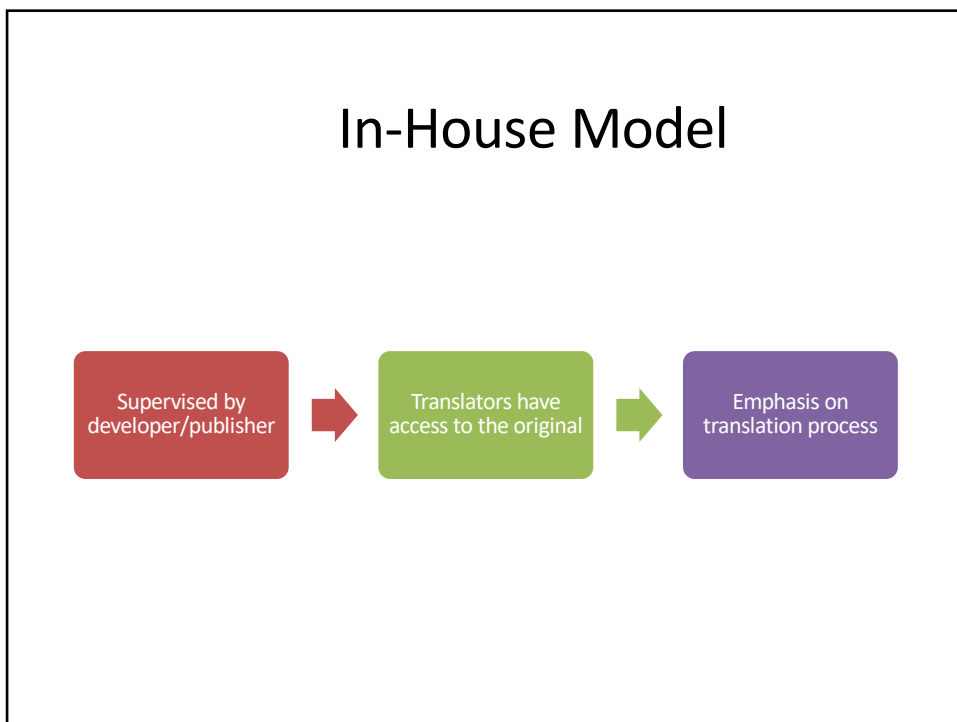 In-House Model
Supervised by
developer/publisher
Translators have
access to the original
Emphasis on
translation process